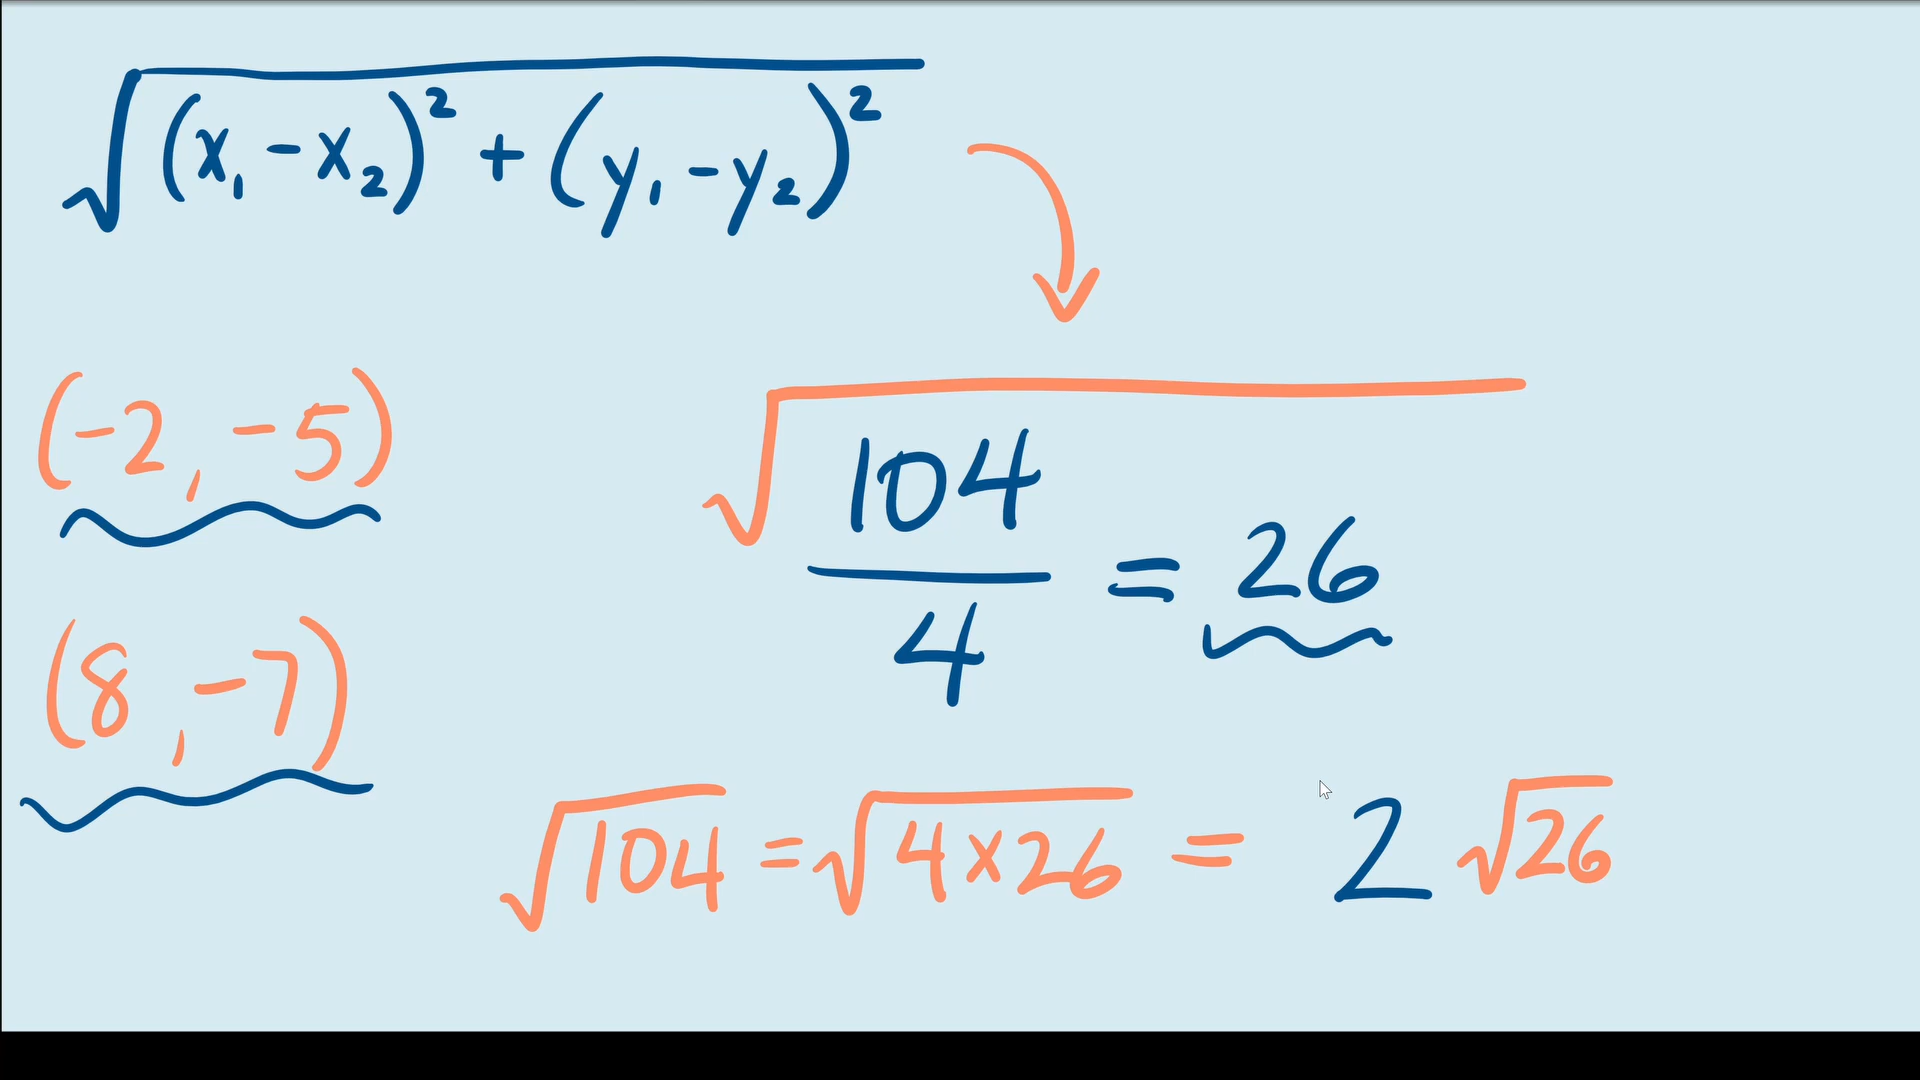 √((x₁ - x₂)² + (y₁ - y₂)²)
(-2, -5)
√104
4 = 26
(8, -7)
√104 = √4×26 = 2 √26